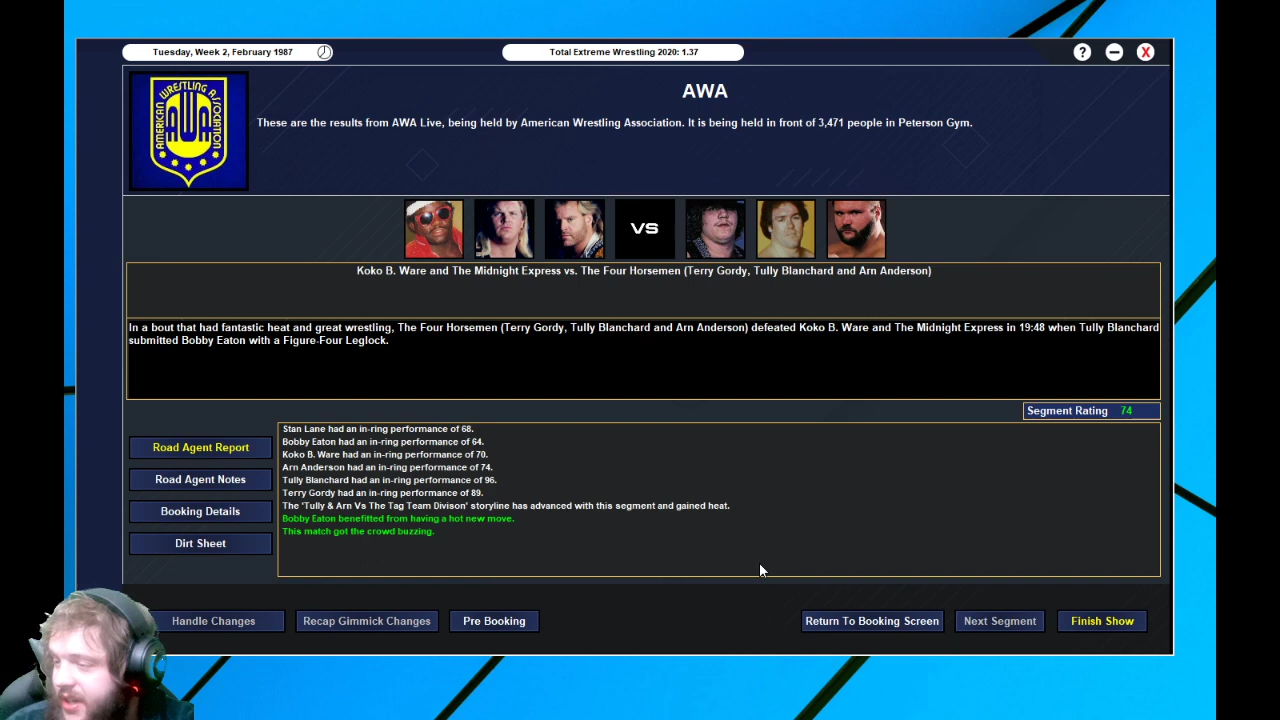 Tuesday, Week 2, February 1987
Total Extreme Wrestling 2020: 1.37
?
X
AMERICAN WRESTLING ASSOCIATION
AWA
AWA
These are the results from AWA Live, being held by American Wrestling Association. It is being held in front of 3,471 people in Peterson Gym.
VS
Koko B. Ware and The Midnight Express vs. The Four Horsemen (Terry Gordy, Tully Blanchard and Arn Anderson)
In a bout that had fantastic heat and great wrestling, The Four Horsemen (Terry Gordy, Tully Blanchard and Arn Anderson) defeated Koko B. Ware and The Midnight Express in 19:48 when Tully Blanchard
submitted Bobby Eaton with a Figure-Four Leglock.
Segment Rating 74
Road Agent Report
Road Agent Notes
Booking Details
Dirt Sheet
Stan Lane had an in-ring performance of 68.
Bobby Eaton had an in-ring performance of 64.
Koko B. Ware had an in-ring performance of 70.
Arn Anderson had an in-ring performance of 74.
Tully Blanchard had an in-ring performance of 96.
Terry Gordy had an in-ring performance of 89.
The 'Tully & Arn Vs The Tag Team Divison' storyline has advanced with this segment and gained heat.
Bobby Eaton benefitted from having a hot new move.
This match got the crowd buzzing.
Handle Changes
Recap Gimmick Changes
Pre Booking
Return To Booking Screen
Next Segment
Finish Show